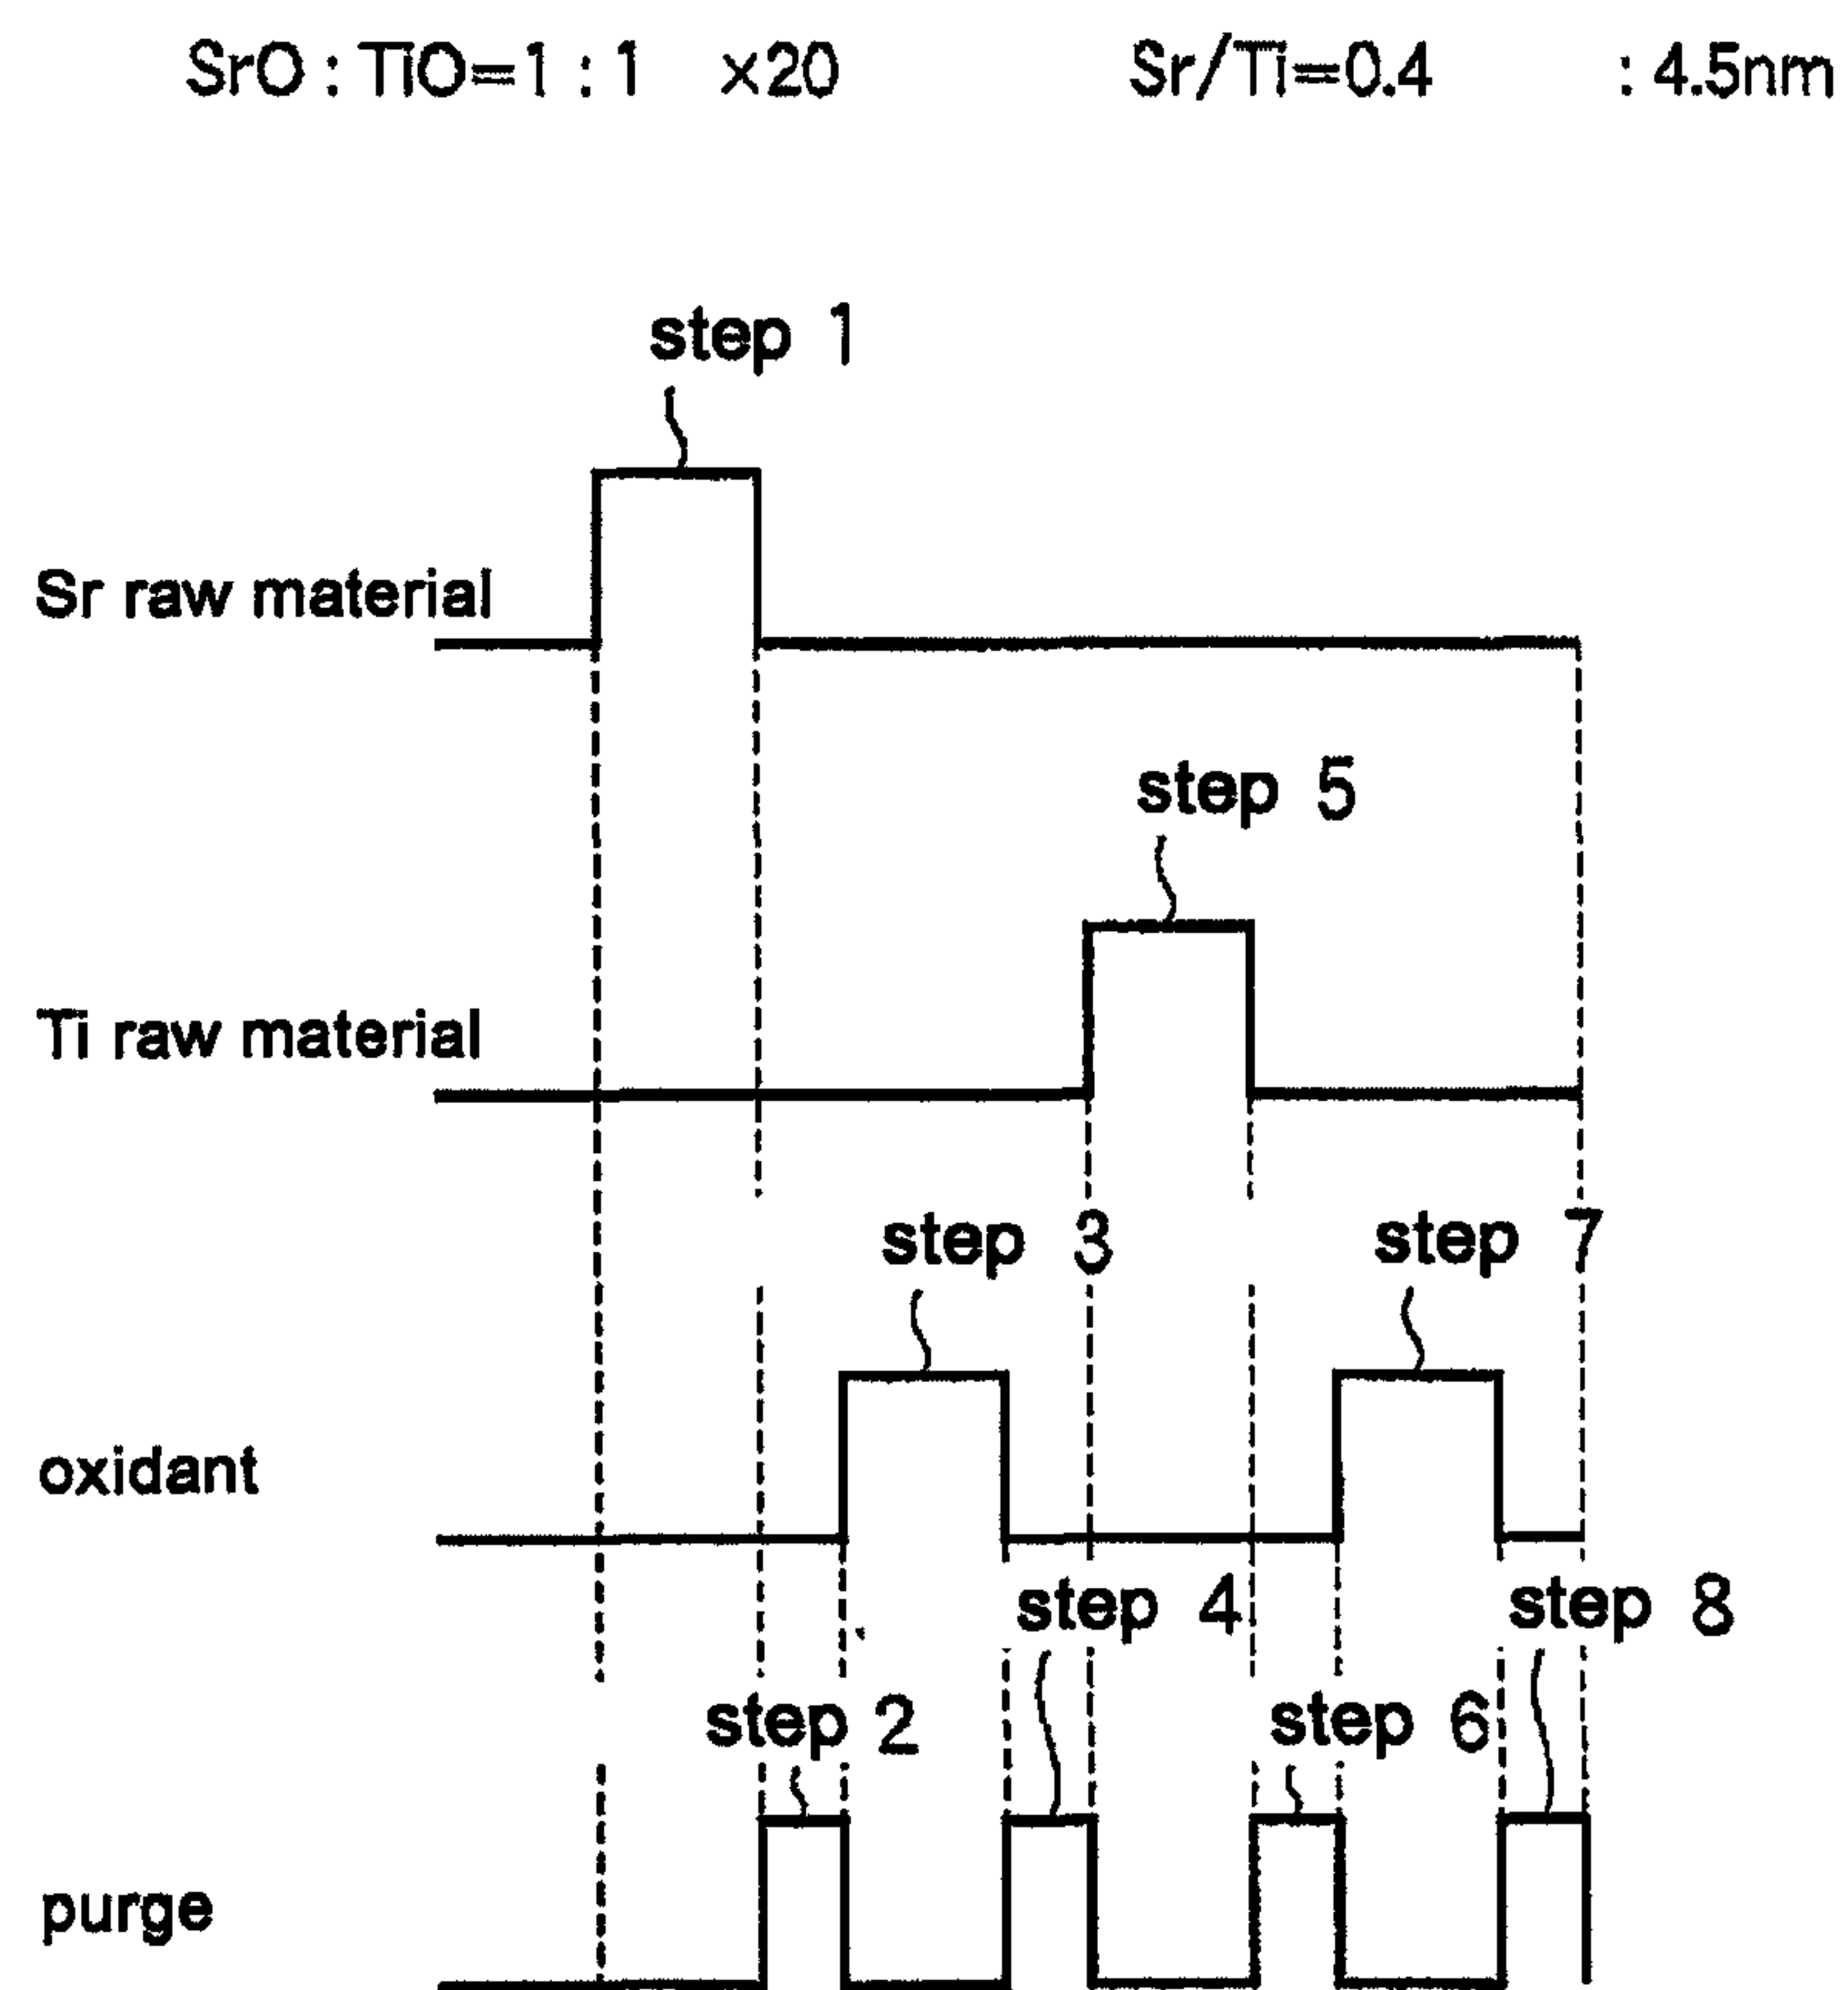 SrO : TiO=1 : 1 ×20 Sr/Ti=0.4 : 4.5nm
step 1
Sr raw material
step 5
Ti raw material
step 3 step 7
oxidant
step 4 step 8
step 2 step 6
purge